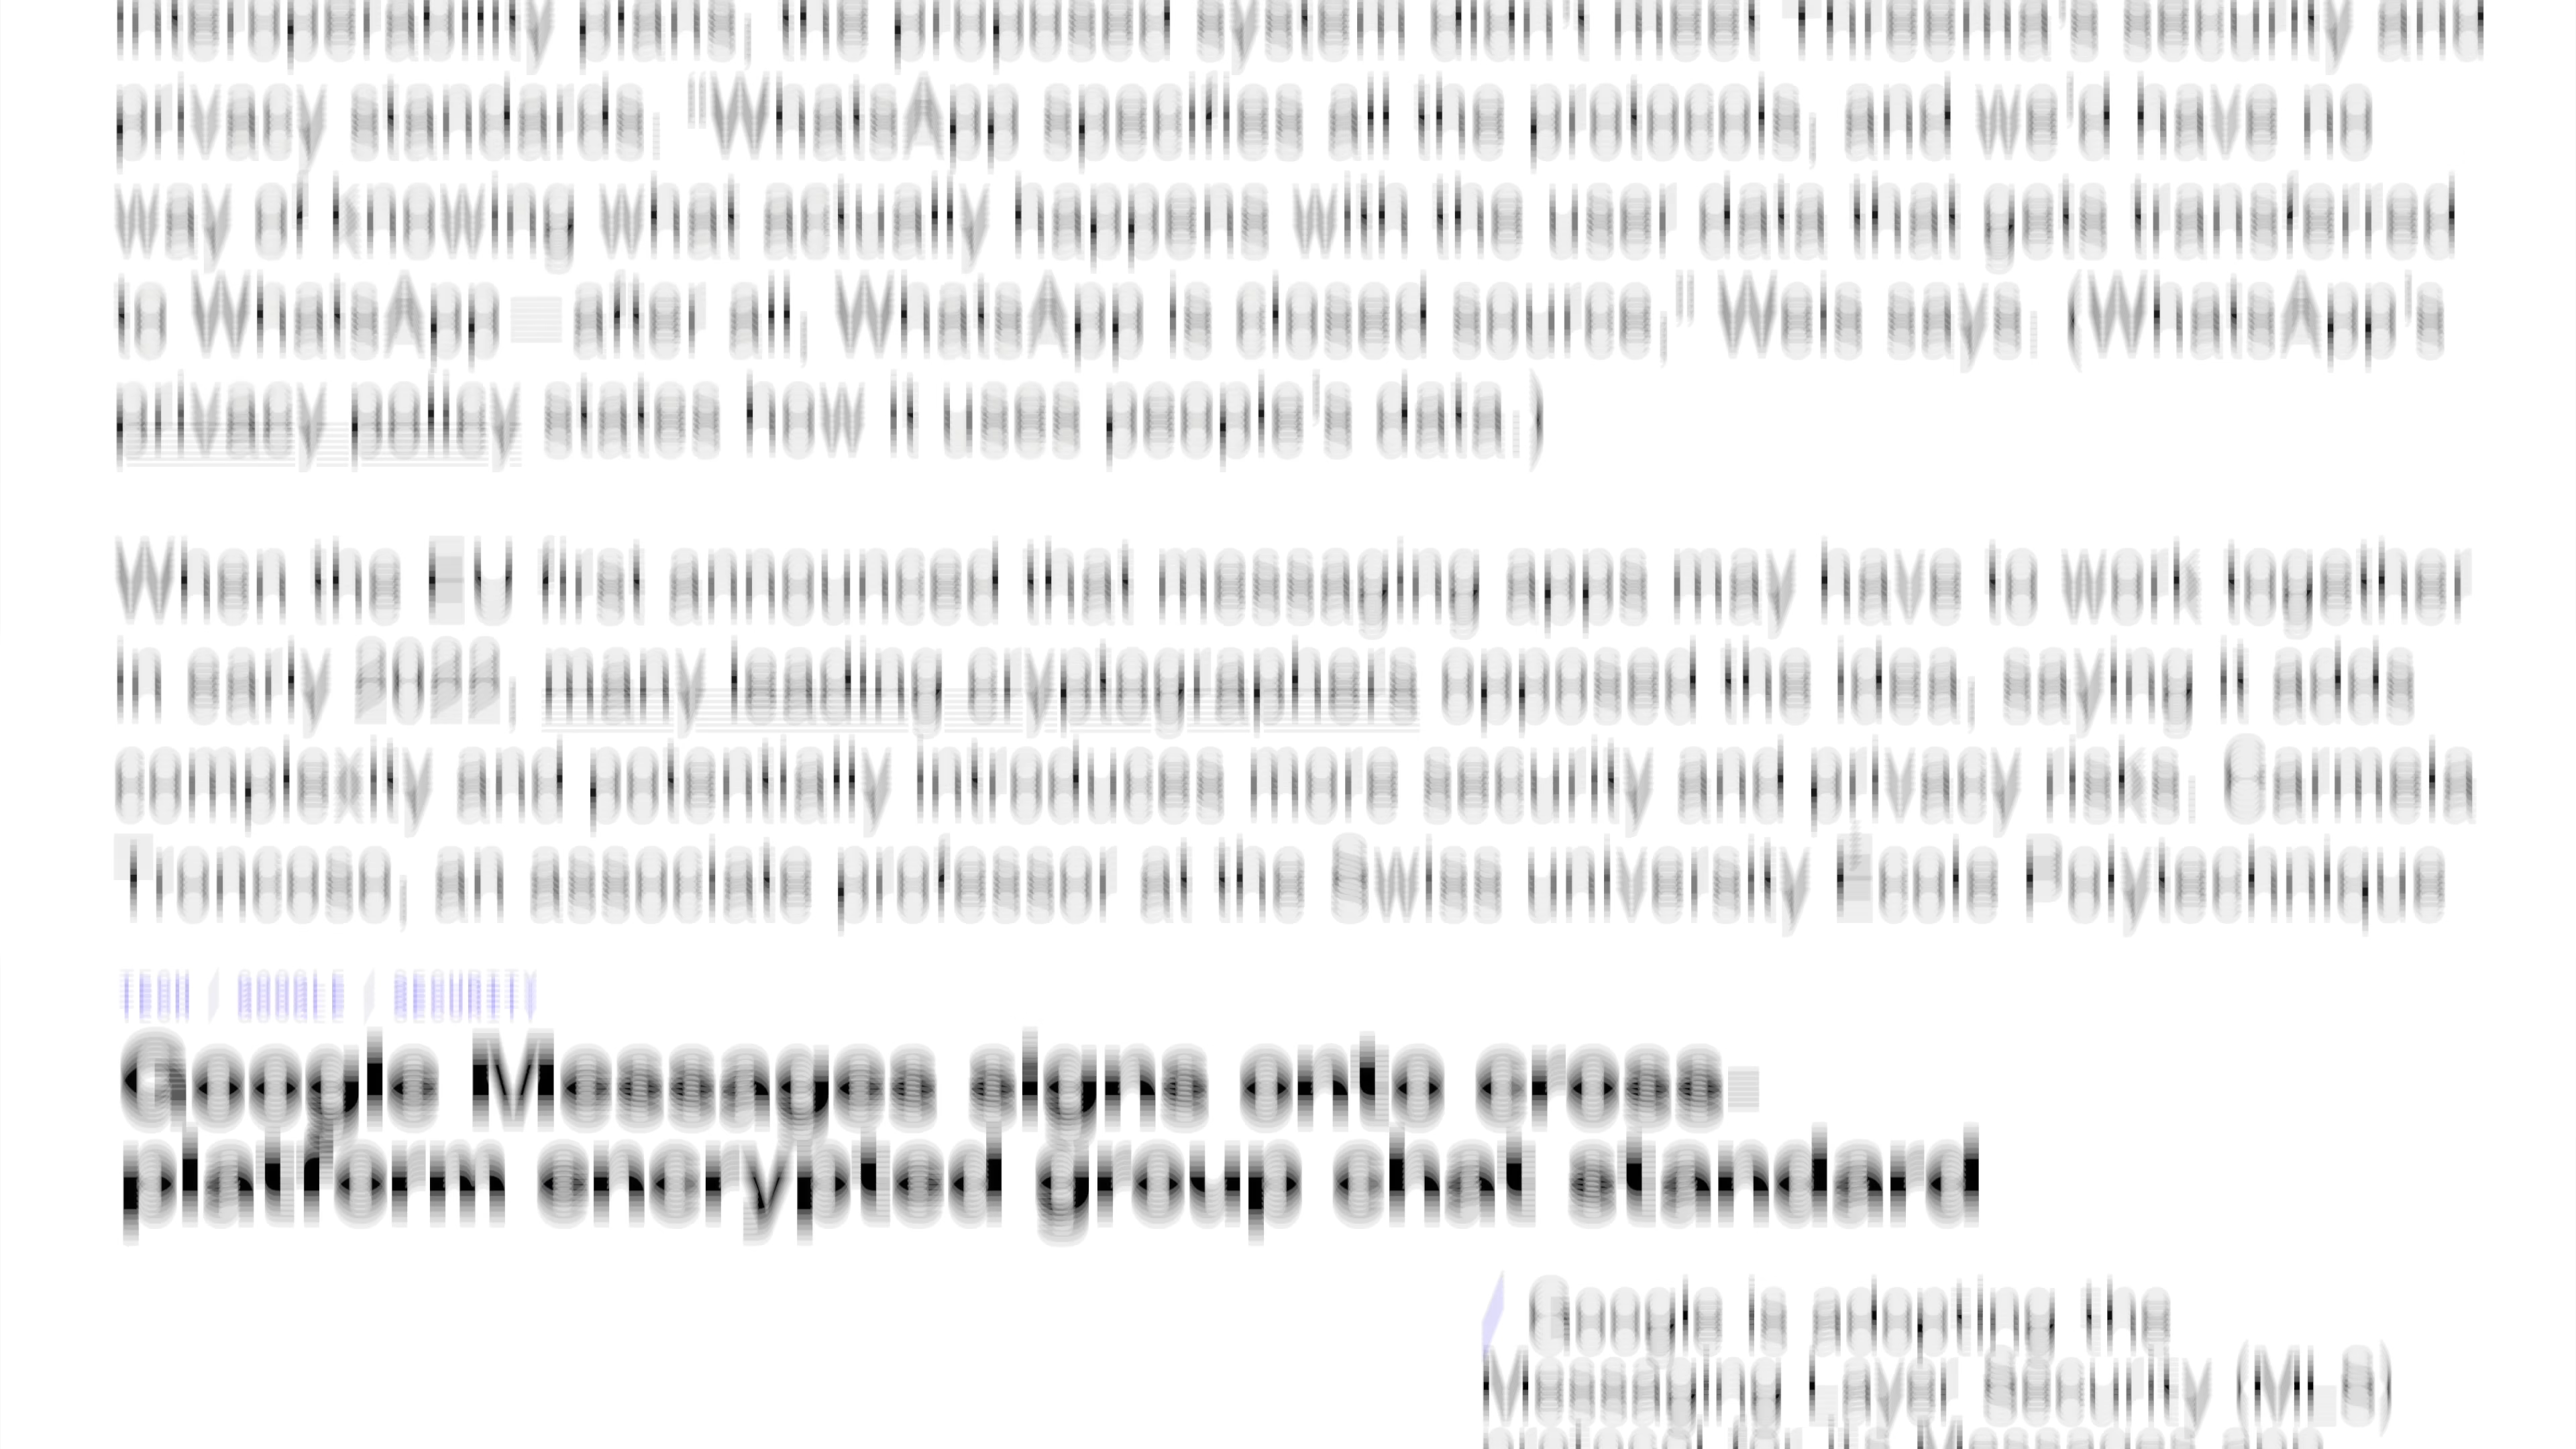 interoperability plans, the proposed system didn't meet Threema's security and
privacy standards. "WhatsApp specifies all the protocols, and we'd have no
way of knowing what actually happens with the user data that gets transferred
to WhatsApp — after all, WhatsApp is closed source," Weis says. (WhatsApp's
privacy policy states how it uses people's data.)
When the EU first announced that messaging apps may have to work together
in early 2022, many leading cryptographers opposed the idea, saying it adds
complexity and potentially introduces more security and privacy risks. Carmela
Troncoso, an associate professor at the Swiss university École Polytechnique
TECH / GOOGLE / SECURITY
Google Messages signs onto cross-
platform encrypted group chat standard
/ Google is adopting the
Messaging Layer Security (MLS)
protocol for its Messages app